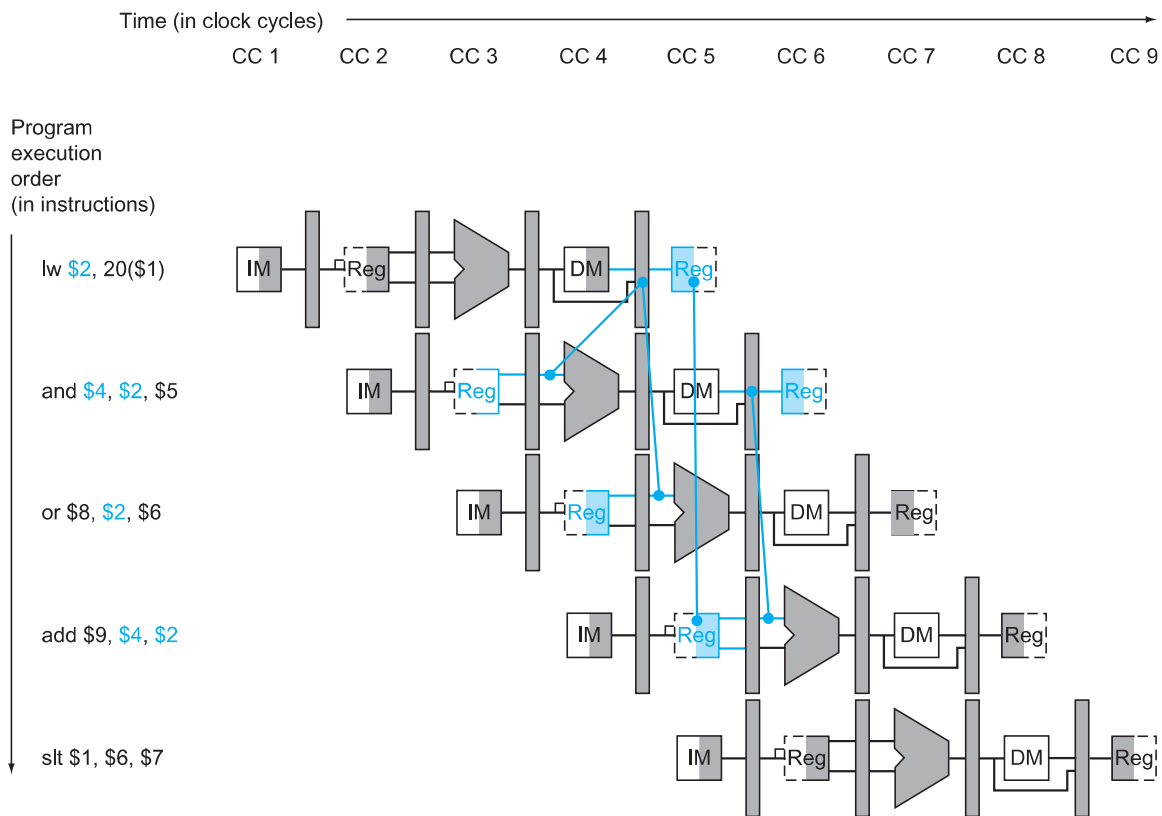 Time (in clock cycles)
CC 1 CC 2 CC 3 CC 4 CC 5 CC 6 CC 7 CC 8 CC 9
Program
execution
order
(in instructions)
lw $2, 20($1)
IM Reg DM Reg
and $4, $2, $5
IM Reg DM Reg
or $8, $2, $6
IM Reg DM Reg
add $9, $4, $2
IM Reg DM Reg
slt $1, $6, $7
IM Reg DM Reg